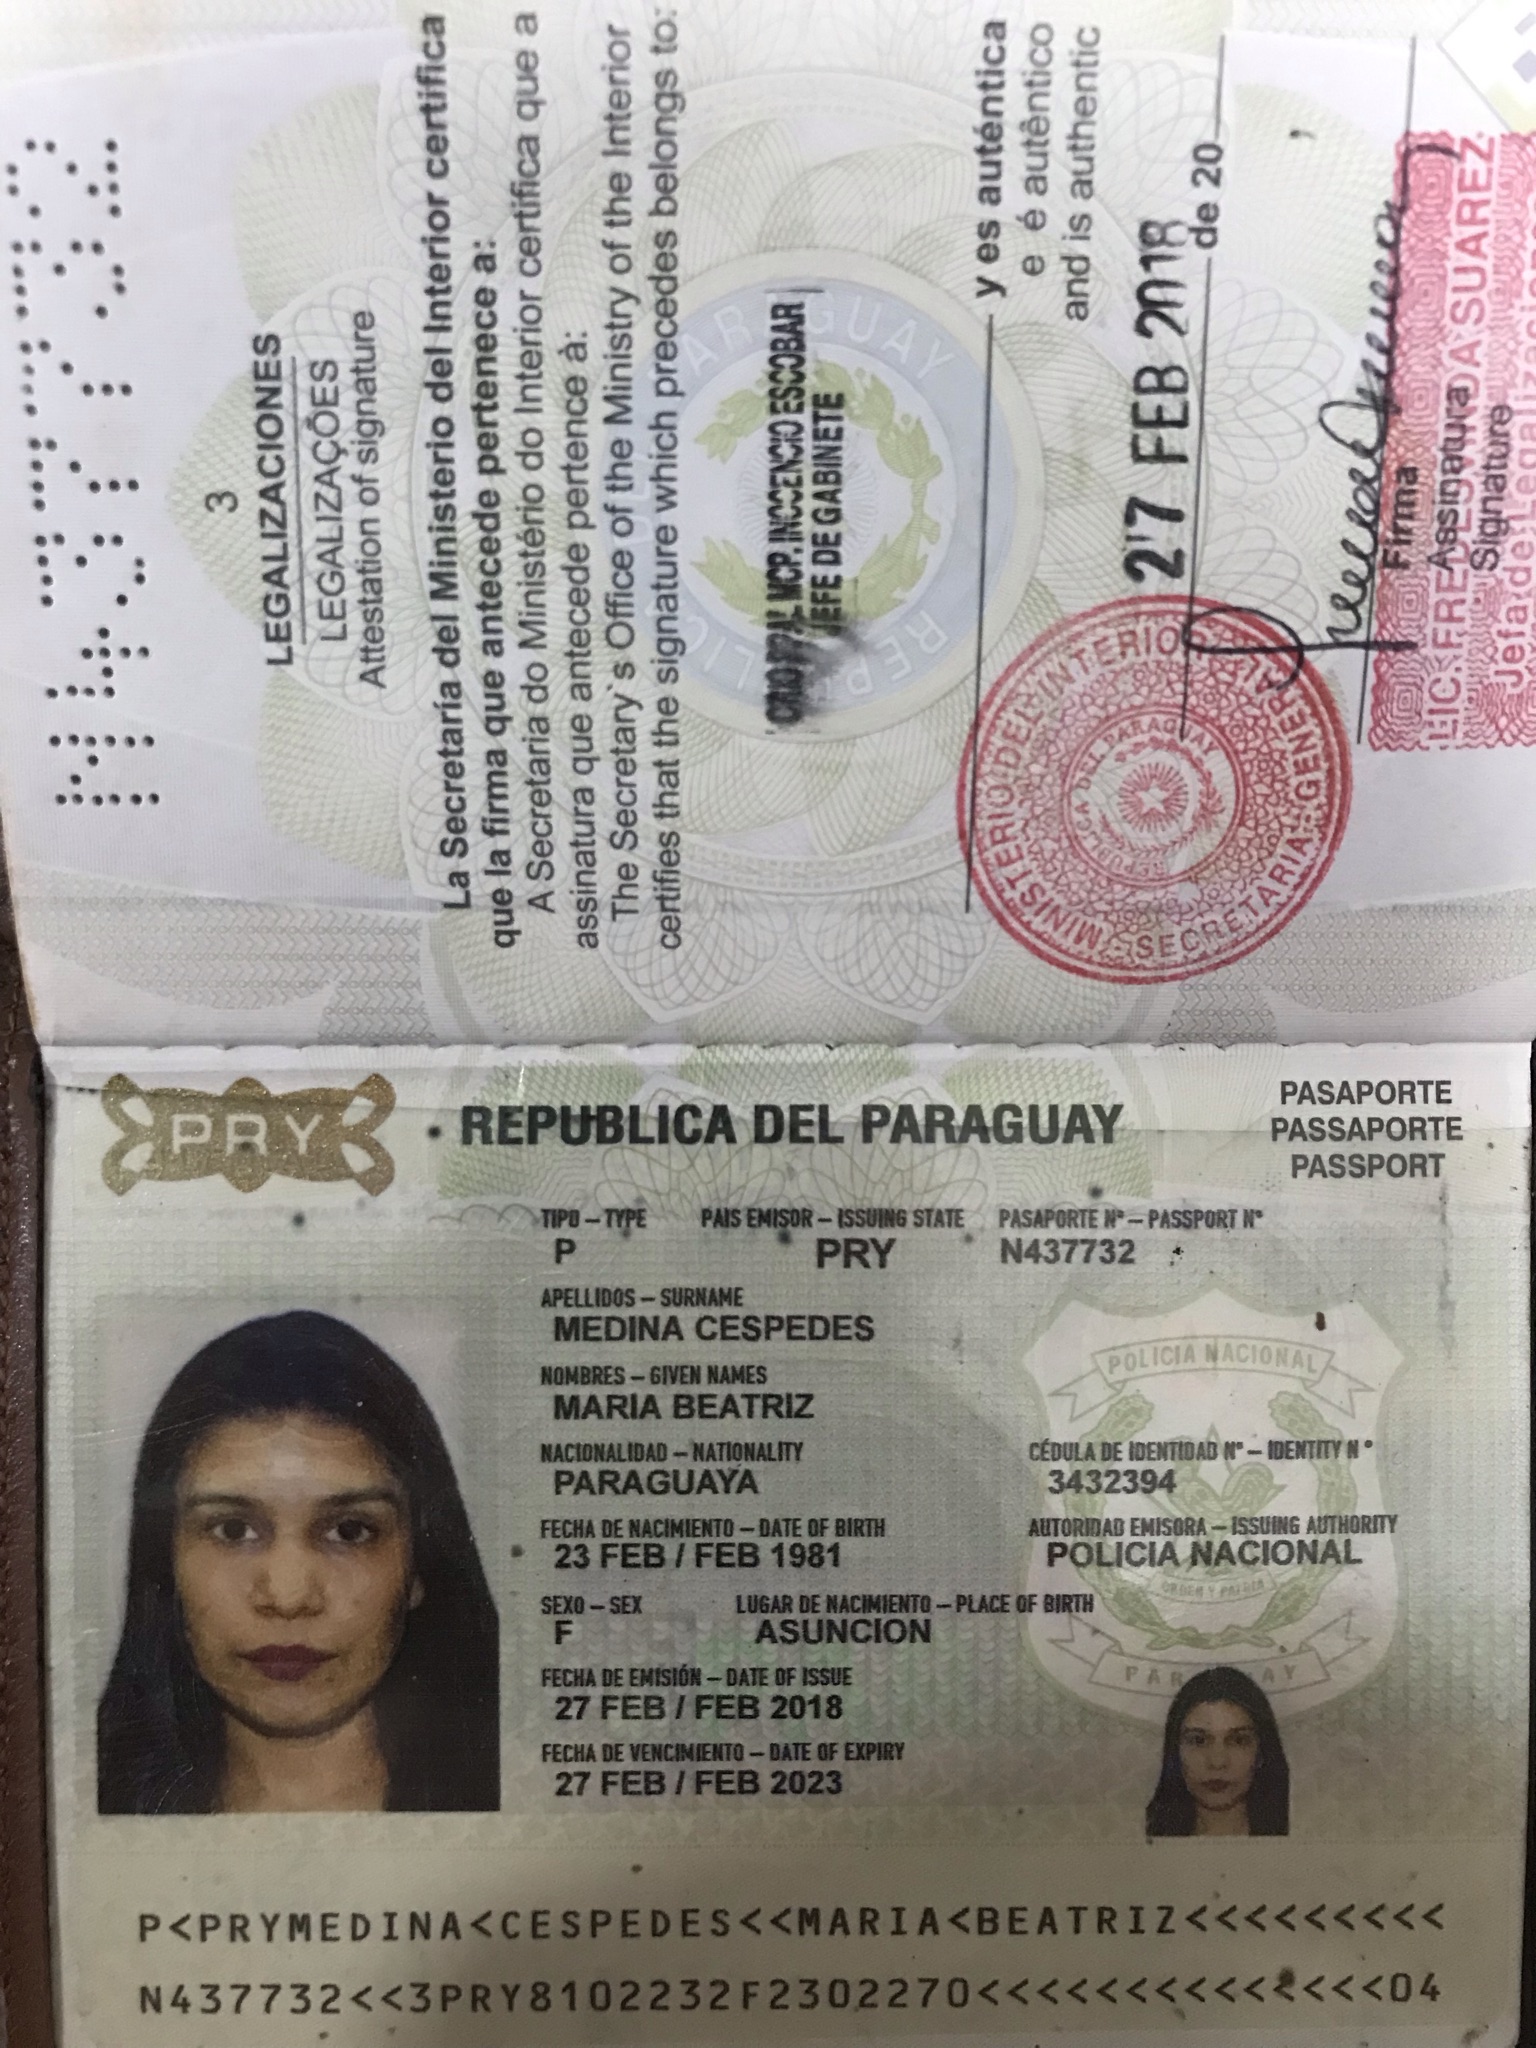 N437732
3
LEGALIZACIONES
LEGALIZAÇÕES
Attestation of signature
La Secretaría del Ministerio del Interior certifica
que la firma que antecede pertenece a:
A Secretaria do Ministério do Interior certifica que a
assinatura que antecede pertence à:
The Secretary`s Office of the Ministry of the Interior
certifies that the signature which precedes belongs to:
REPUBLICA PARAGUAY
MCP. INOCENCIO ESCOBAR
JEFE DE GABINETE
y es auténtica
e é autêntico
and is authentic
27 FEB 2018
de 20
MINISTERIO DEL INTERIOR
SECRETARIA GENERAL
REPUBLICA DEL PARAGUAY
Firma
Assinatura
Signature
LIC. FREDESVINDA SUAREZ
Jefa de Legalizaciones
PRY
REPUBLICA DEL PARAGUAY
PASAPORTE
PASSAPORTE
PASSPORT
TIPO – TYPE PAIS EMISOR – ISSUING STATE PASAPORTE Nº – PASSPORT Nº
P PRY N437732
APELLIDOS – SURNAME
MEDINA CESPEDES
NOMBRES – GIVEN NAMES
MARIA BEATRIZ
NACIONALIDAD – NATIONALITY CÉDULA DE IDENTIDAD Nº – IDENTITY N º
PARAGUAYA 3432394
FECHA DE NACIMIENTO – DATE OF BIRTH AUTORIDAD EMISORA – ISSUING AUTHORITY
23 FEB / FEB 1981 POLICIA NACIONAL
SEXO – SEX LUGAR DE NACIMIENTO – PLACE OF BIRTH
F ASUNCION
FECHA DE EMISIÓN – DATE OF ISSUE
27 FEB / FEB 2018
FECHA DE VENCIMIENTO – DATE OF EXPIRY
27 FEB / FEB 2023
POLICIA NACIONAL
ORDEN Y PATRIA
PARAGUAY
P<PRYMEDINA<CESPEDES<<MARIA<BEATRIZ<<<<<<<<<
N437732<<3PRY8102232F2302270<<<<<<<<<<<<<<04